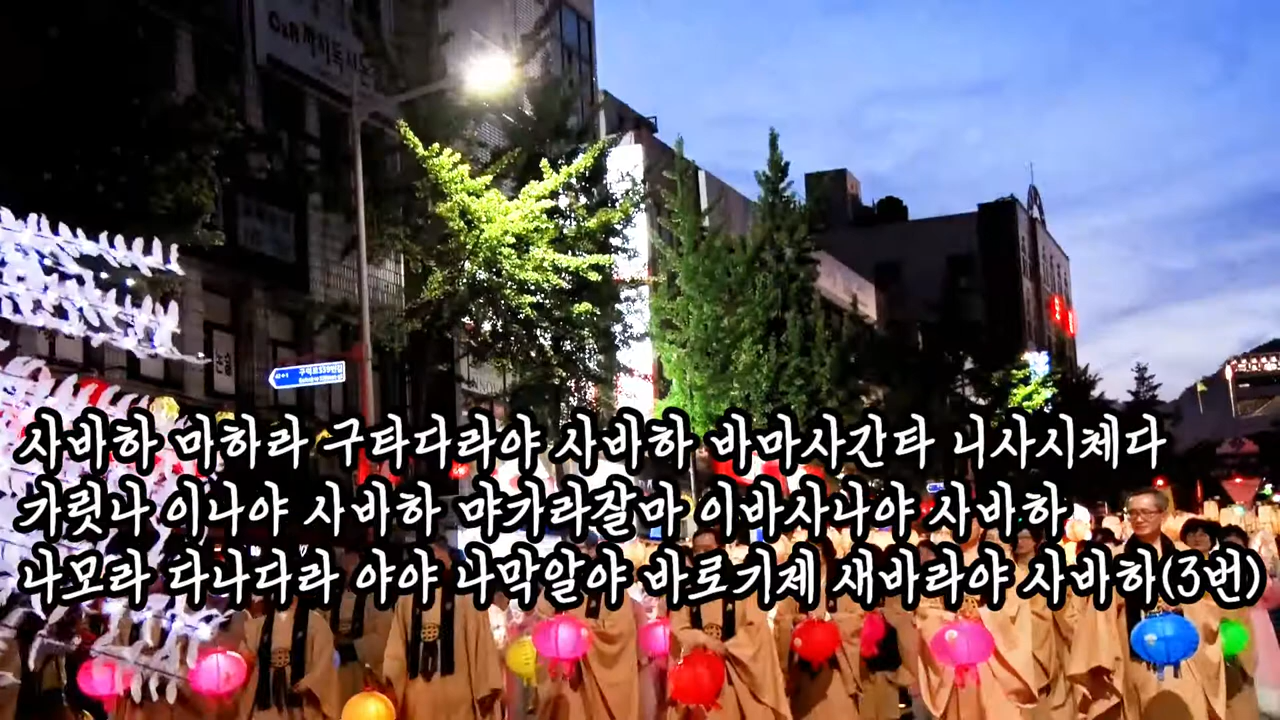 논술
사바하 마하라 구타다라야 사바하 바마사간타 니사시체다
가릿나 이나야 사바하 먀가라잘마 이바사나야 사바하
나모라 다나다라 야야 나막알야 바로기제 새바라야 사바하(3번)